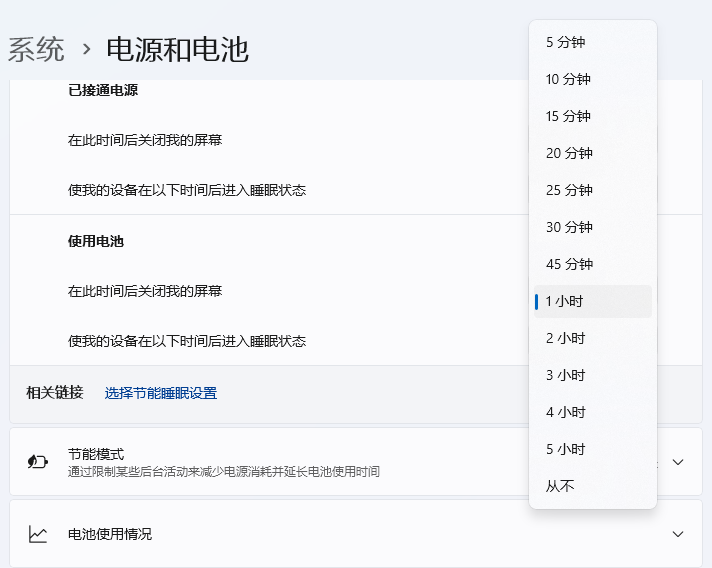 系统 › 电源和电池
已接通电源
在此时间后关闭我的屏幕
使我的设备在以下时间后进入睡眠状态
使用电池
在此时间后关闭我的屏幕
使我的设备在以下时间后进入睡眠状态
相关链接 选择节能睡眠设置
节能模式
通过限制某些后台活动来减少电源消耗并延长电池使用时间
电池使用情况
5 分钟
10 分钟
15 分钟
20 分钟
25 分钟
30 分钟
45 分钟
1 小时
2 小时
3 小时
4 小时
5 小时
从不